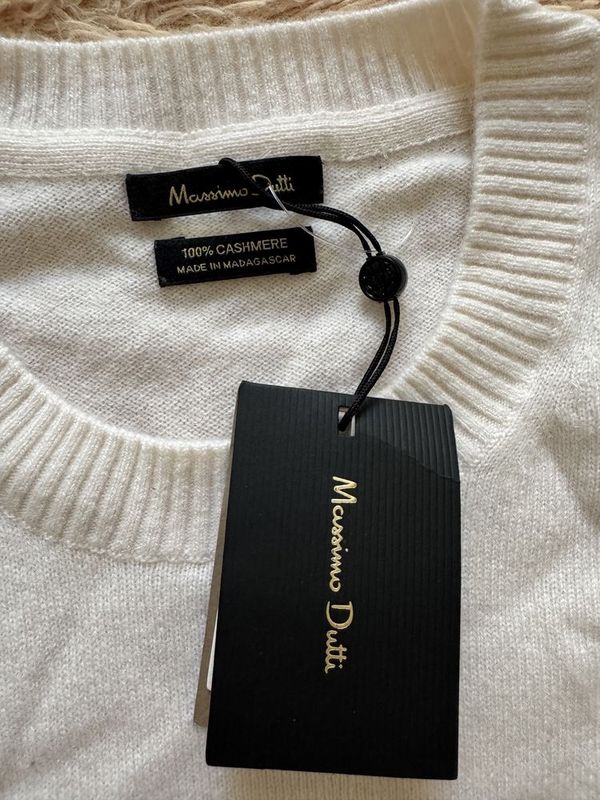 Massimo Dutti
100% CASHMERE
MADE IN MADAGASCAR
Massimo Dutti